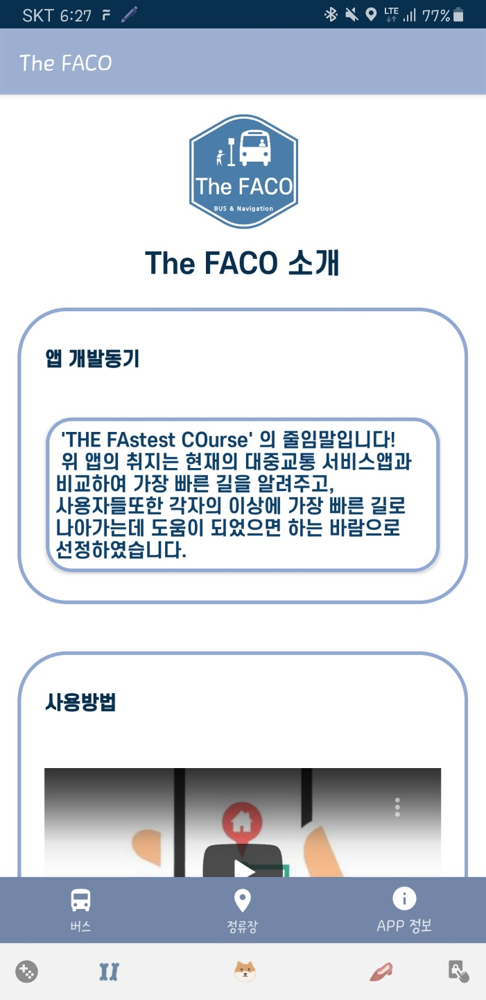 SKT 6:27
LTE
77%
The FACO
The FACO
BUS & Navigation
The FACO 소개
앱 개발동기
'THE FAstest COurse' 의 줄임말입니다!
위 앱의 취지는 현재의 대중교통 서비스앱과
비교하여 가장 빠른 길을 알려주고,
사용자들또한 각자의 이상에 가장 빠른 길로
나아가는데 도움이 되었으면 하는 바람으로
선정하였습니다.
사용방법
버스
정류장
APP 정보